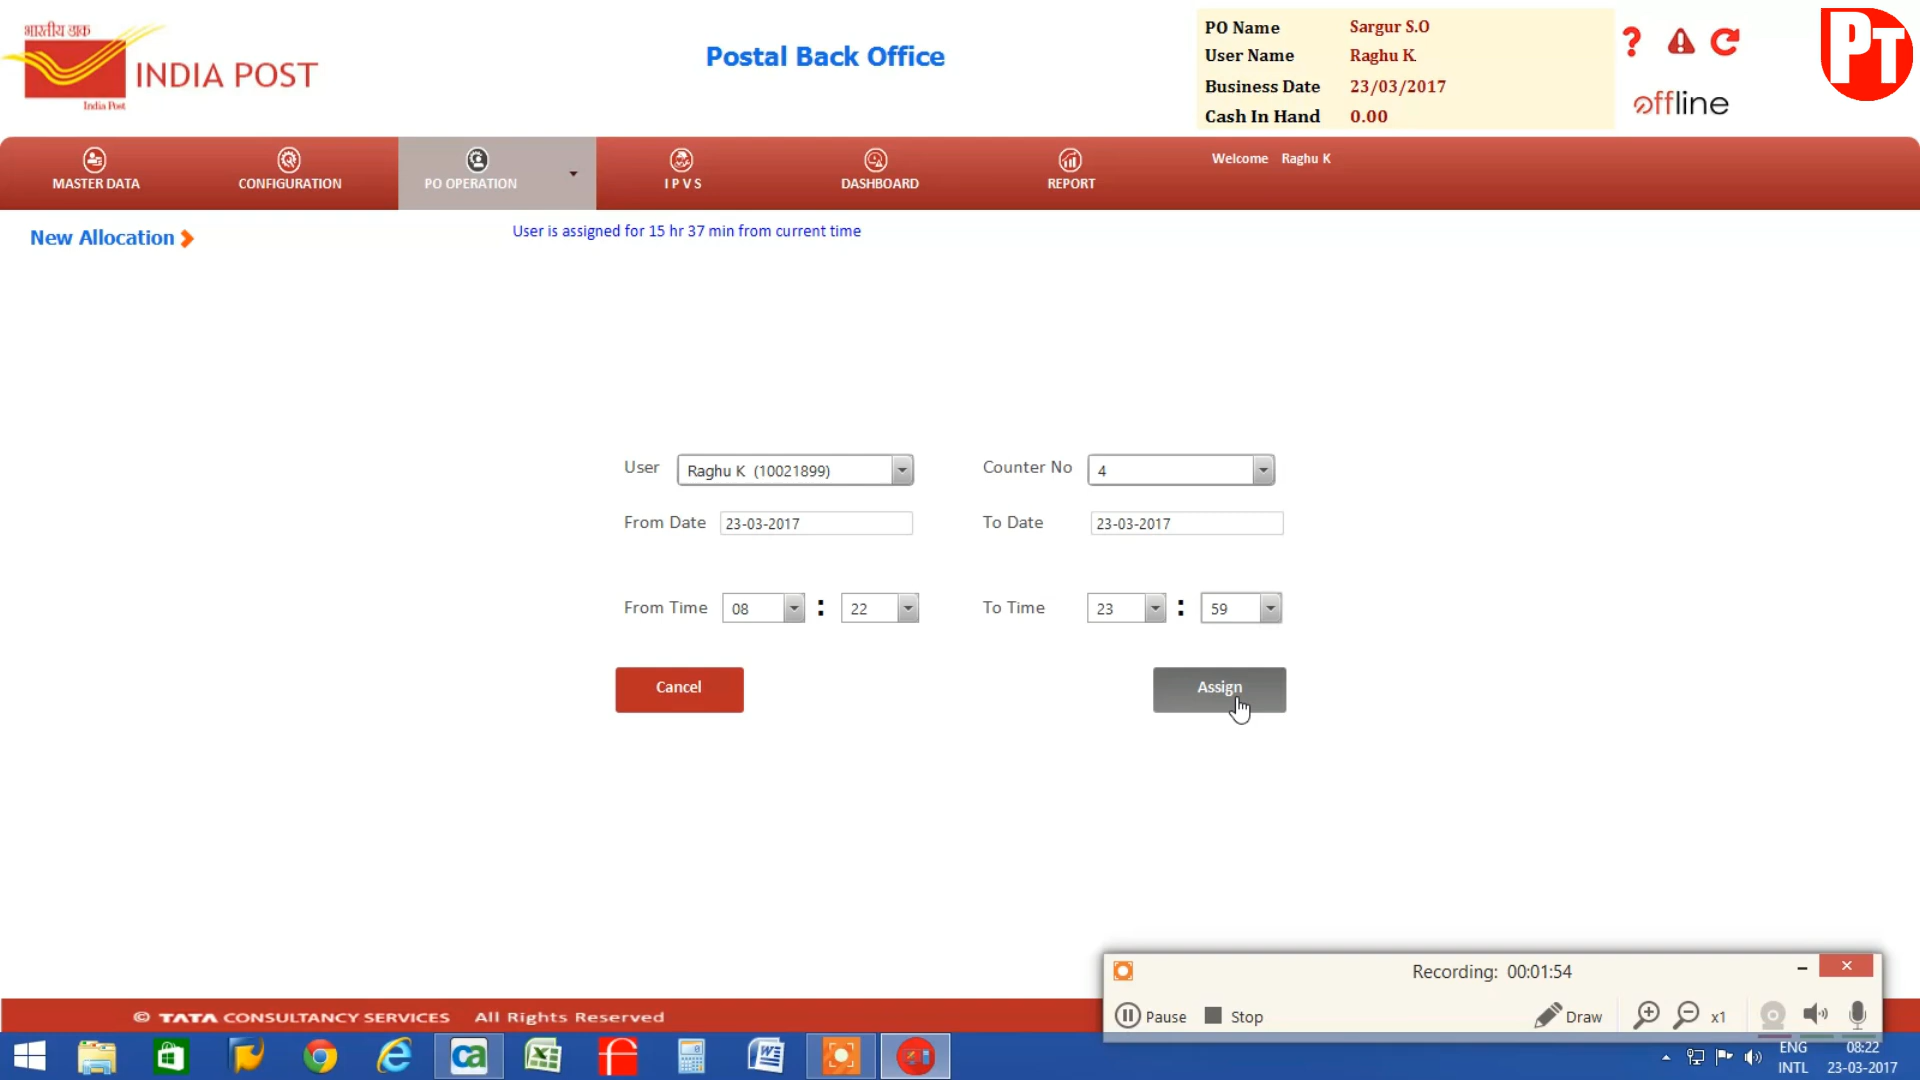 भारतीय डाक
INDIA POST
India Post
Postal Back Office
PO Name Sargur S.O
User Name Raghu K
Business Date 23/03/2017
Cash In Hand 0.00
offline
PT
MASTER DATA
CONFIGURATION
PO OPERATION
I P V S
DASHBOARD
REPORT
Welcome Raghu K
New Allocation
User is assigned for 15 hr 37 min from current time
User Raghu K (10021899) Counter No 4
From Date 23-03-2017 To Date 23-03-2017
From Time 08 : 22 To Time 23 : 59
Cancel Assign
Recording: 00:01:54
Pause Stop Draw x1
© TATA CONSULTANCY SERVICES All Rights Reserved
ENG 08:22
INTL 23-03-2017